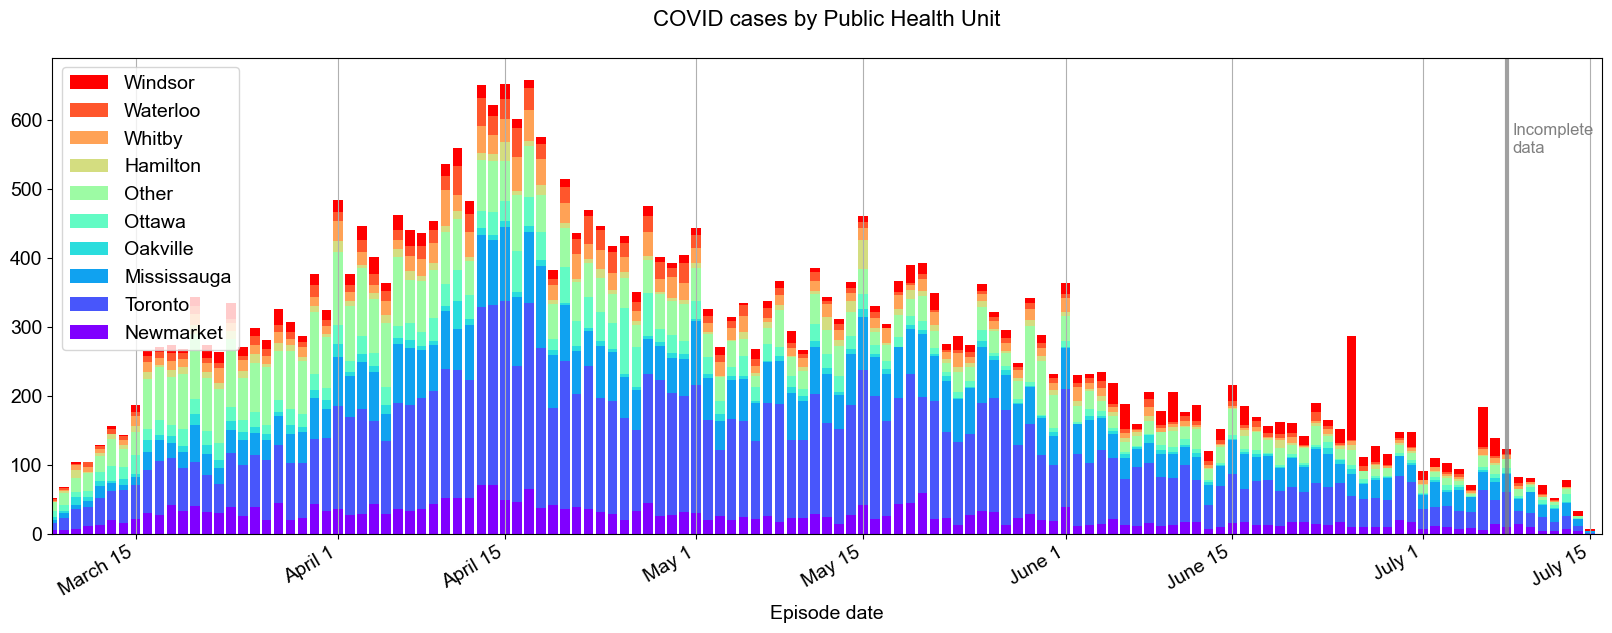 COVID cases by Public Health Unit
Windsor
Waterloo
Whitby
Hamilton
Other
Ottawa
Oakville
Mississauga
Toronto
Newmarket
Incomplete
data
600
500
400
300
200
100
0
March 15
April 1
April 15
May 1
May 15
June 1
June 15
July 1
July 15
Episode date